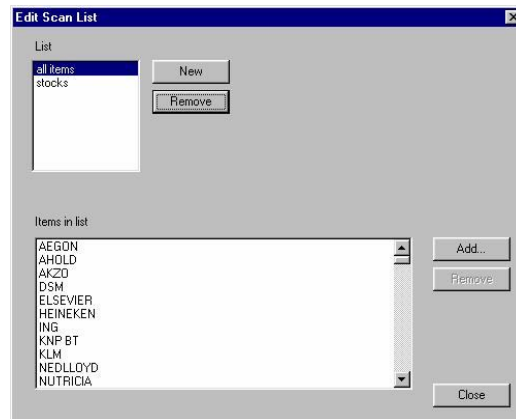 Edit Scan List
List
all items
stocks
New
Remove
Items in list
AEGON
AHOLD
AKZO
DSM
ELSEVIER
HEINEKEN
ING
KNP BT
KLM
NEDLLOYD
NUTRICIA
Add...
Remove
Close